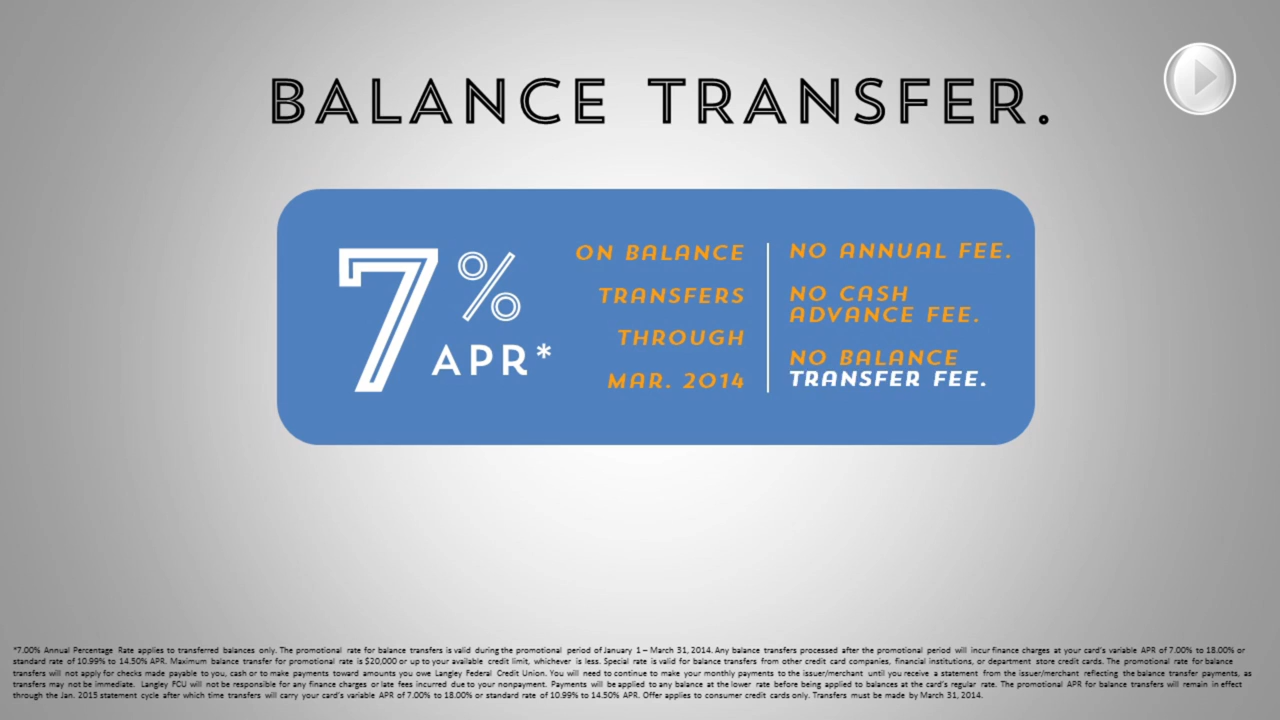 BALANCE TRANSFER.
7%
APR*
ON BALANCE
TRANSFERS
THROUGH
MAR. 2014
NO ANNUAL FEE.
NO CASH
ADVANCE FEE.
NO BALANCE
TRANSFER FEE.
*7.00% Annual Percentage Rate applies to transferred balances only. The promotional rate for balance transfers is valid during the promotional period of January 1 – March 31, 2014. Any balance transfers processed after the promotional period will incur finance charges at your card's variable APR of 7.00% to 18.00% or
standard rate of 10.99% to 14.50% APR. Maximum balance transfer for promotional rate is $20,000 or up to your available credit limit, whichever is less. Special rate is valid for balance transfers from other credit card companies, financial institutions, or department store credit cards. The promotional rate for balance
transfers will not apply for checks made payable to you, cash or to make payments toward amounts you owe Langley Federal Credit Union. You will need to continue to make your monthly payments to the issuer/merchant until you receive a statement from the issuer/merchant reflecting the balance transfer payments, as
transfers may not be immediate. Langley FCU will not be responsible for any finance charges or late fees incurred due to your nonpayment. Payments will be applied to any balance at the lower rate before being applied to balances at the card's regular rate. The promotional APR for balance transfers will remain in effect
through the Jan. 2015 statement cycle after which time transfers will carry your card's variable APR of 7.00% to 18.00% or standard rate of 10.99% to 14.50% APR. Offer applies to consumer credit cards only. Transfers must be made by March 31, 2014.